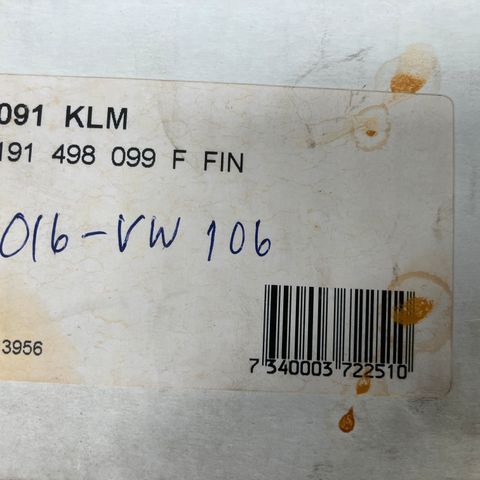 091 KLM
191 498 099 F FIN
016-VW 106
3956
7 340003 722510